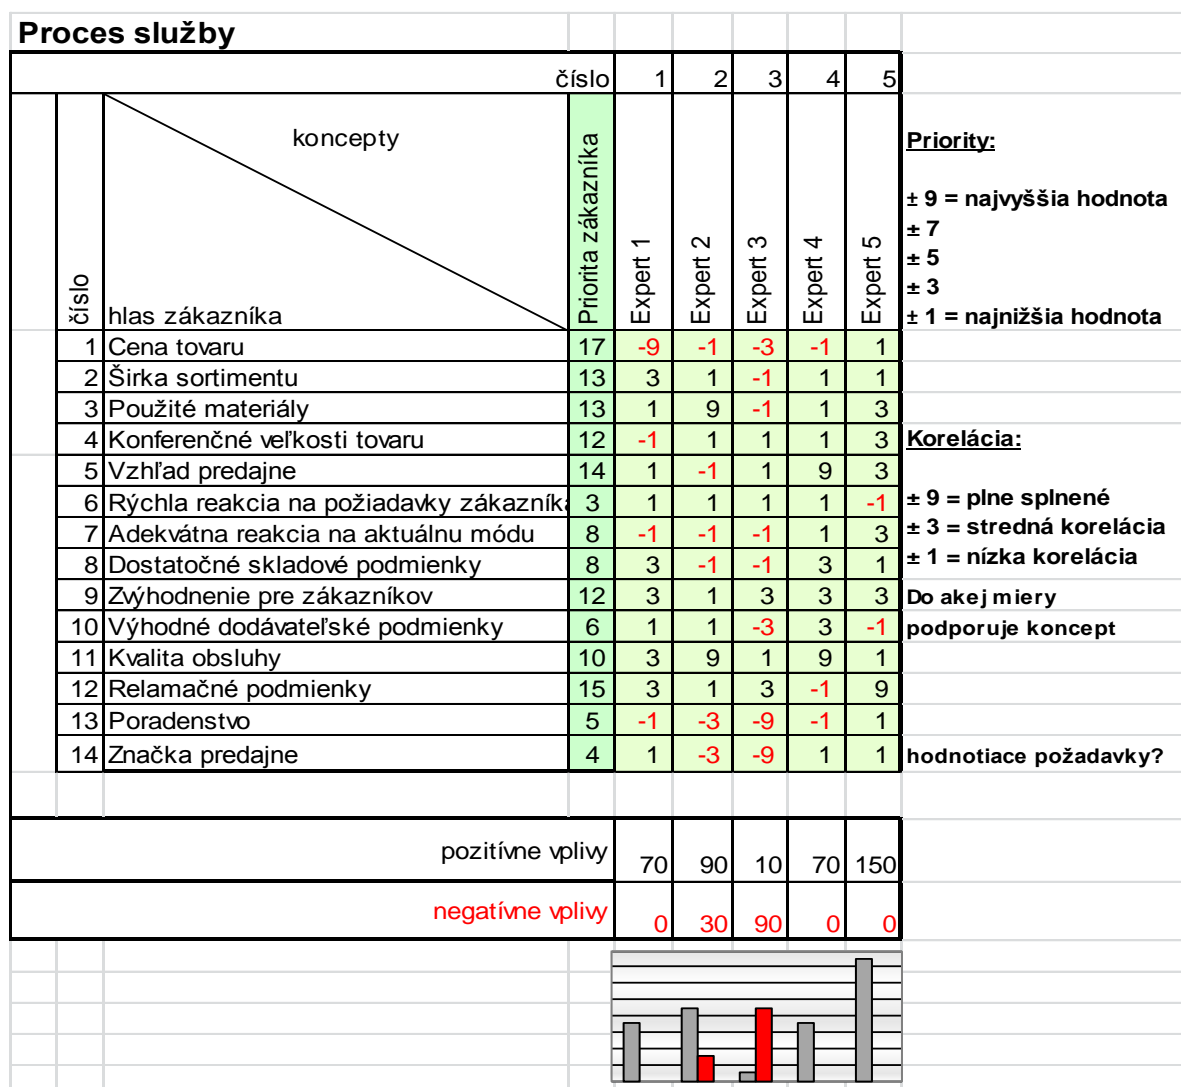 Proces služby
číslo 1 2 3 4 5
koncepty
Priorita zákazníka
Expert 1
Expert 2
Expert 3
Expert 4
Expert 5
číslo
hlas zákazníka
Priority:
± 9 = najvyššia hodnota
± 7
± 5
± 3
± 1 = najnižšia hodnota
1 Cena tovaru 17 -9 -1 -3 -1 1
2 Širka sortimentu 13 3 1 -1 1 1
3 Použité materiály 13 1 9 -1 1 3
4 Konferenčné veľkosti tovaru 12 -1 1 1 1 3 Korelácia:
5 Vzhľad predajne 14 1 -1 1 9 3
6 Rýchla reakcia na požiadavky zákazníka 3 1 1 1 1 -1 ± 9 = plne splnené
7 Adekvátna reakcia na aktuálnu módu 8 -1 -1 -1 1 3 ± 3 = stredná korelácia
8 Dostatočné skladové podmienky 8 3 -1 -1 3 1 ± 1 = nízka korelácia
9 Zvýhodnenie pre zákazníkov 12 3 1 3 3 3 Do akej miery
10 Výhodné dodávateľské podmienky 6 1 1 -3 3 -1 podporuje koncept
11 Kvalita obsluhy 10 3 9 1 9 1
12 Relamačné podmienky 15 3 1 3 -1 9
13 Poradenstvo 5 -1 -3 -9 -1 1
14 Značka predajne 4 1 -3 -9 1 1 hodnotiace požadavky?
pozitívne vplivy 70 90 10 70 150
negatívne vplivy 0 30 90 0 0